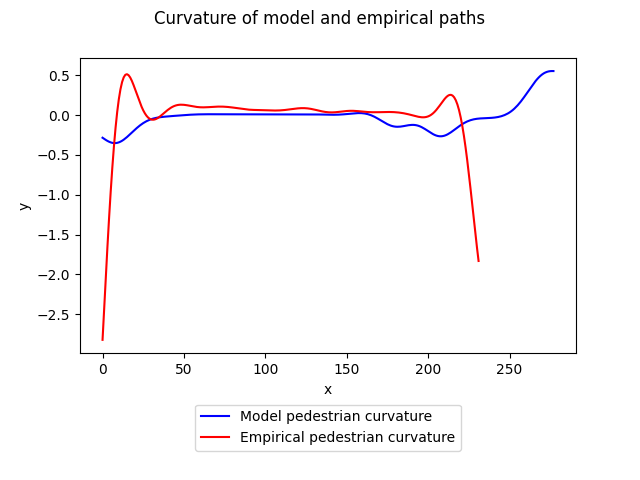 Curvature of model and empirical paths
0.5
0.0
−0.5
−1.0
−1.5
−2.0
−2.5
y
0 50 100 150 200 250
x
Model pedestrian curvature
Empirical pedestrian curvature